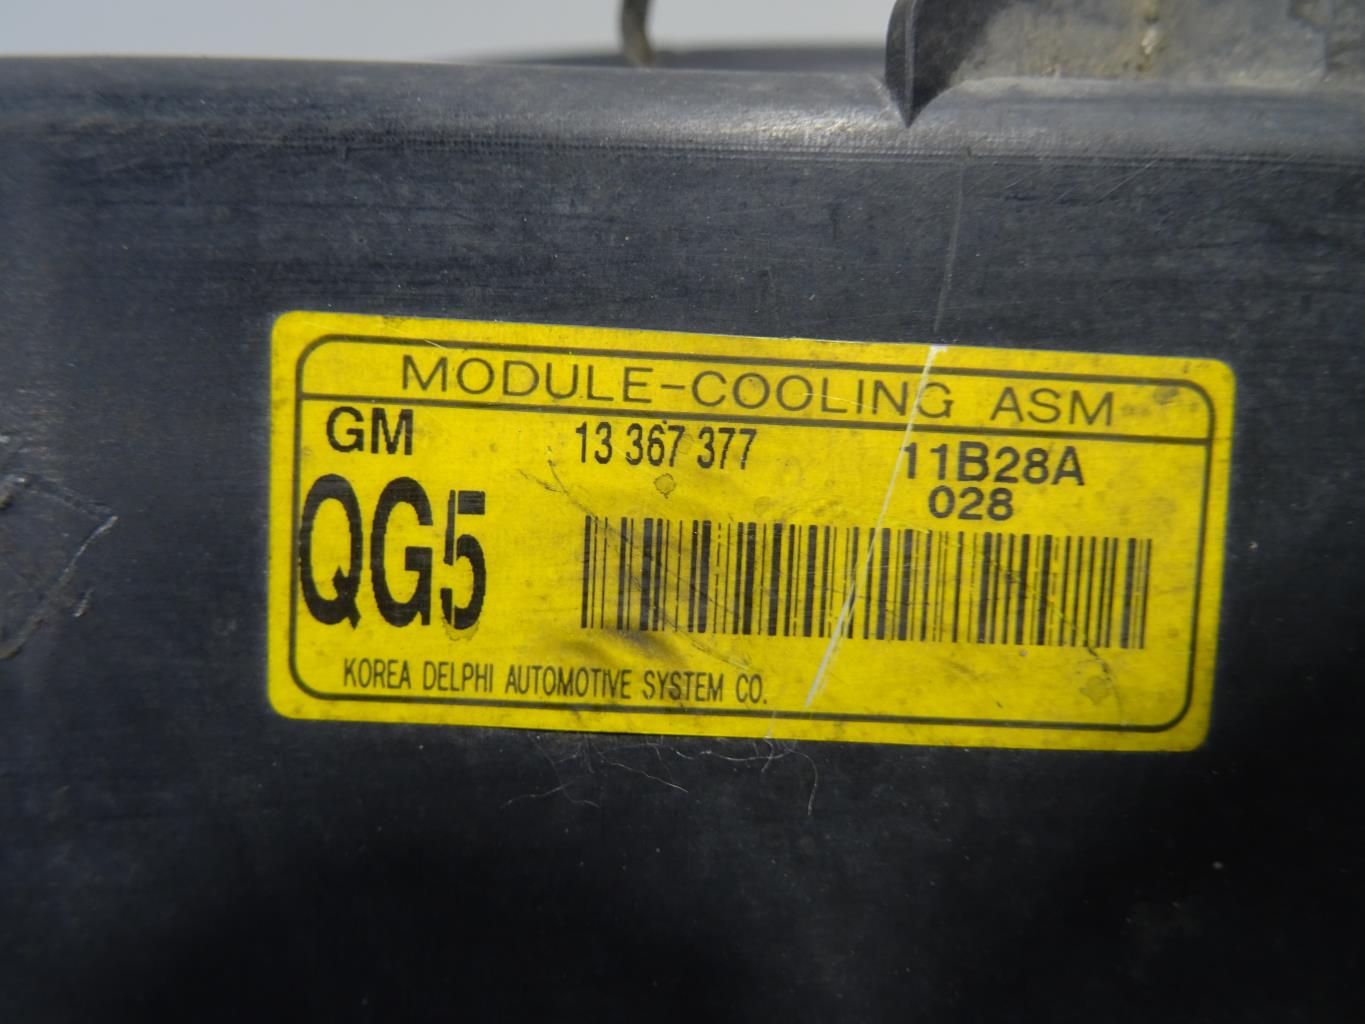 MODULE-COOLING ASM
GM 13 367 377 11B28A
QG5 028
KOREA DELPHI AUTOMOTIVE SYSTEM CO.